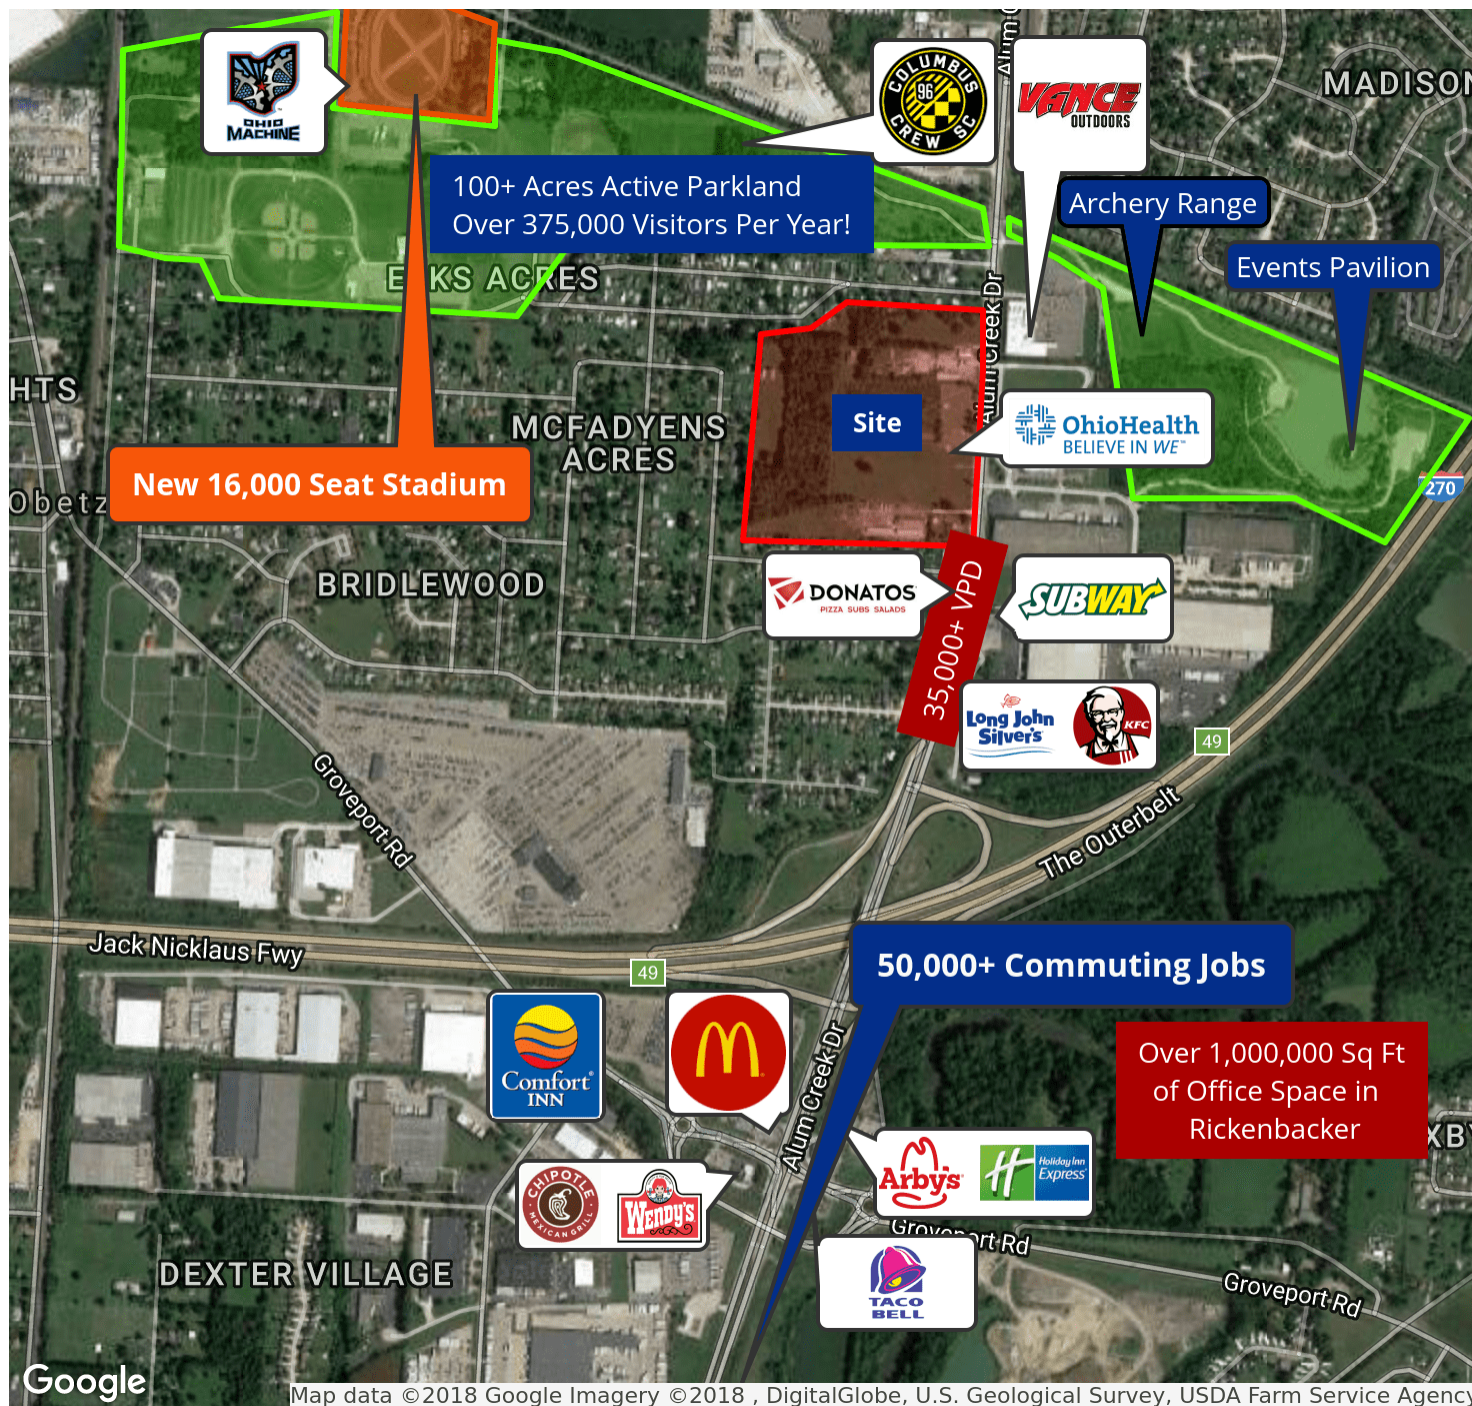 Alum C
MADISON
OHIO
MACHINE
COLUMBUS
96
CREW SC
VANCE
OUTDOORS
100+ Acres Active Parkland
Over 375,000 Visitors Per Year!
Archery Range
Events Pavilion
ELKS ACRES
Alum Creek Dr
HTS
MCFADYENS
ACRES
Site
OhioHealth
BELIEVE IN WE
New 16,000 Seat Stadium
Obetz
270
BRIDLEWOOD
DONATOS
PIZZA SUBS SALADS
35,000+ VPD
SUBWAY
Long John
Silver's
KFC
49
Groveport Rd
The Outerbelt
Jack Nicklaus Fwy
49
50,000+ Commuting Jobs
Comfort
INN
Alum Creek Dr
Over 1,000,000 Sq Ft
of Office Space in
Rickenbacker
XBY
CHIPOTLE
MEXICAN GRILL
WENDY'S
Arby's
Holiday Inn
Express
Groveport Rd
DEXTER VILLAGE
TACO
BELL
Groveport Rd
Google
Map data ©2018 Google Imagery ©2018 , DigitalGlobe, U.S. Geological Survey, USDA Farm Service Agency